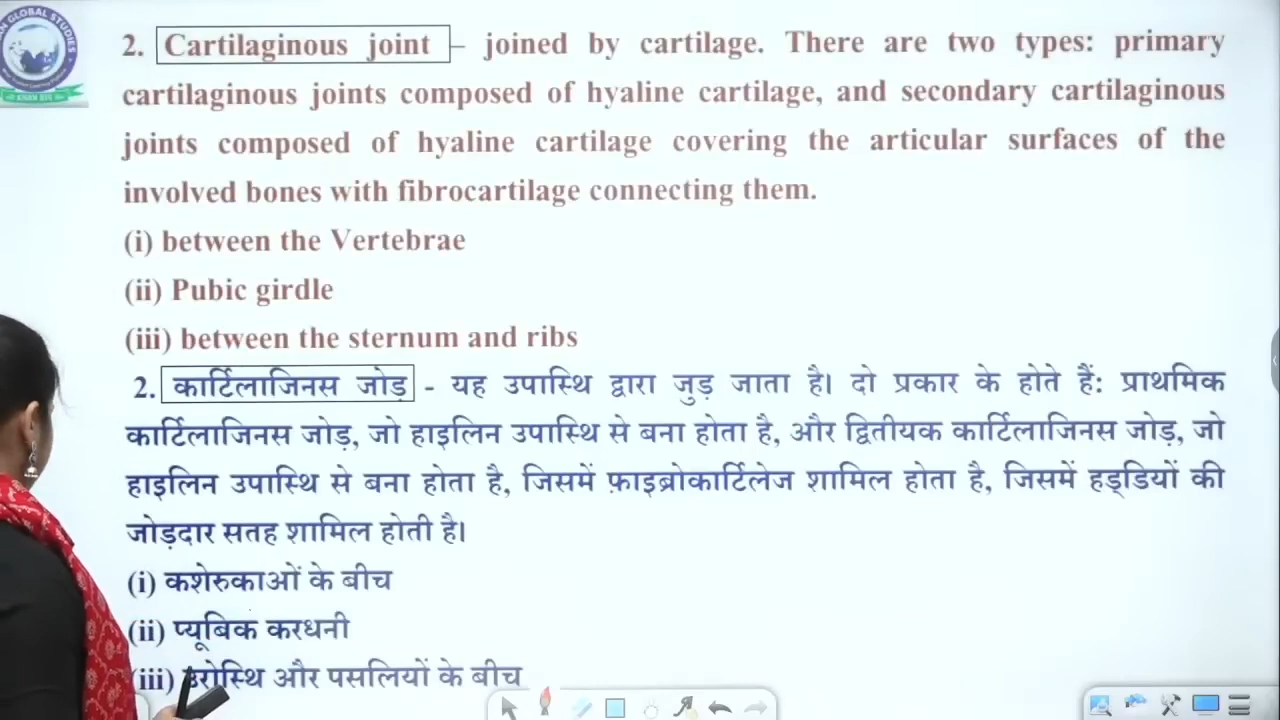 N GLOBAL STUDIES
2. Cartilaginous joint – joined by cartilage. There are two types: primary
cartilaginous joints composed of hyaline cartilage, and secondary cartilaginous
joints composed of hyaline cartilage covering the articular surfaces of the
involved bones with fibrocartilage connecting them.
(i) between the Vertebrae
(ii) Pubic girdle
(iii) between the sternum and ribs
2. कार्टिलाजिनस जोड़ - यह उपास्थि द्वारा जुड़ जाता है। दो प्रकार के होते हैं: प्राथमिक
कार्टिलाजिनस जोड़, जो हाइलिन उपास्थि से बना होता है, और द्वितीयक कार्टिलाजिनस जोड़, जो
हाइलिन उपास्थि से बना होता है, जिसमें फ़ाइब्रोकार्टिलेज शामिल होता है, जिसमें हड्डियों की
जोड़दार सतह शामिल होती है।
(i) कशेरुकाओं के बीच
(ii) प्यूबिक करधनी
(iii) उरोस्थि और पसलियों के बीच